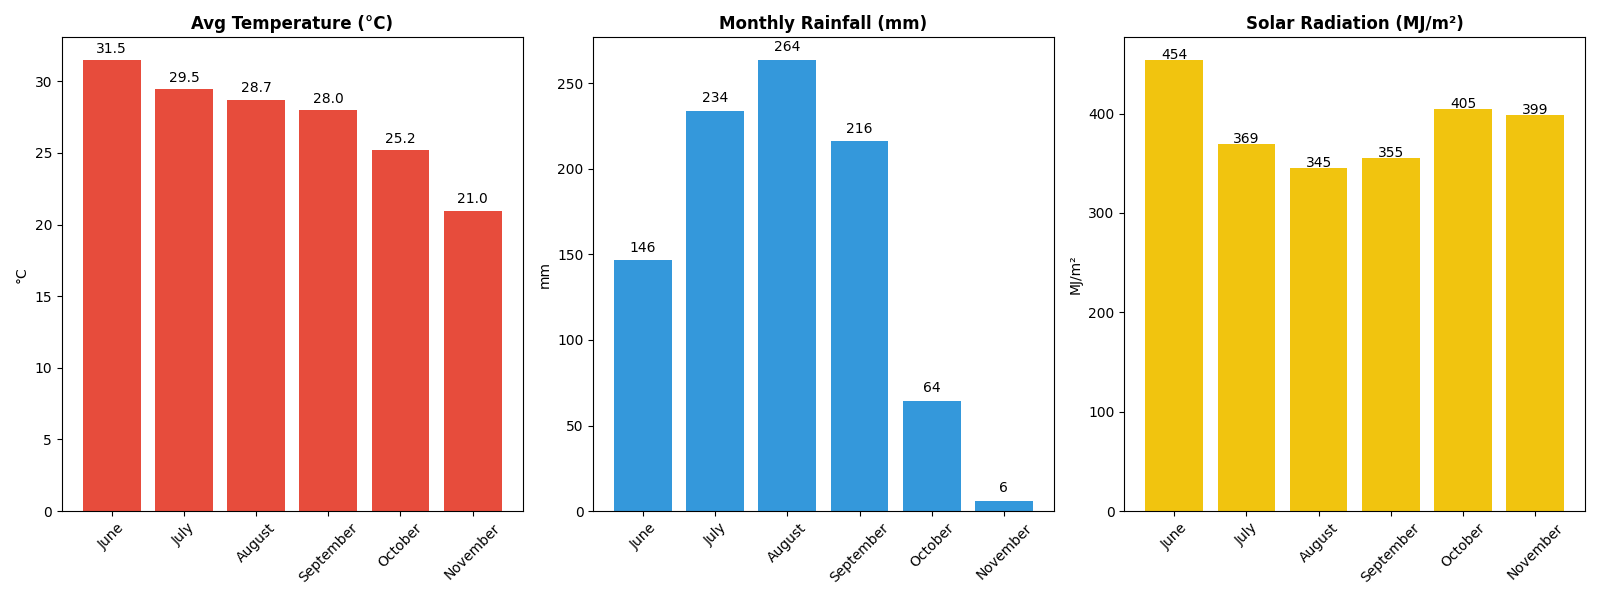 Avg Temperature (°C)
31.5
29.5
28.7
28.0
25.2
21.0
30
25
20
15
10
5
0
°C
June
July
August
September
October
November
Monthly Rainfall (mm)
264
234
216
146
64
6
250
200
150
100
50
0
mm
June
July
August
September
October
November
Solar Radiation (MJ/m²)
454
369
345
355
405
399
400
300
200
100
0
MJ/m²
June
July
August
September
October
November